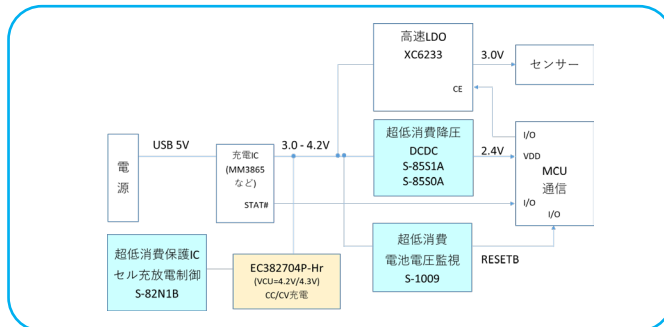 高速LDO
XC6233
CE
3.0V
センサー
USB 5V
3.0 - 4.2V
電
源
充電IC
(MM3865
など)
STAT#
超低消費降圧
DCDC
S-85S1A
S-85S0A
2.4V
I/O
VDD
MCU
通信
I/O
I/O
超低消費保護IC
セル充放電制御
S-82N1B
EC382704P-Hr
(VCU=4.2V/4.3V)
CC/CV充電
超低消費
電池電圧監視
S-1009
RESETB